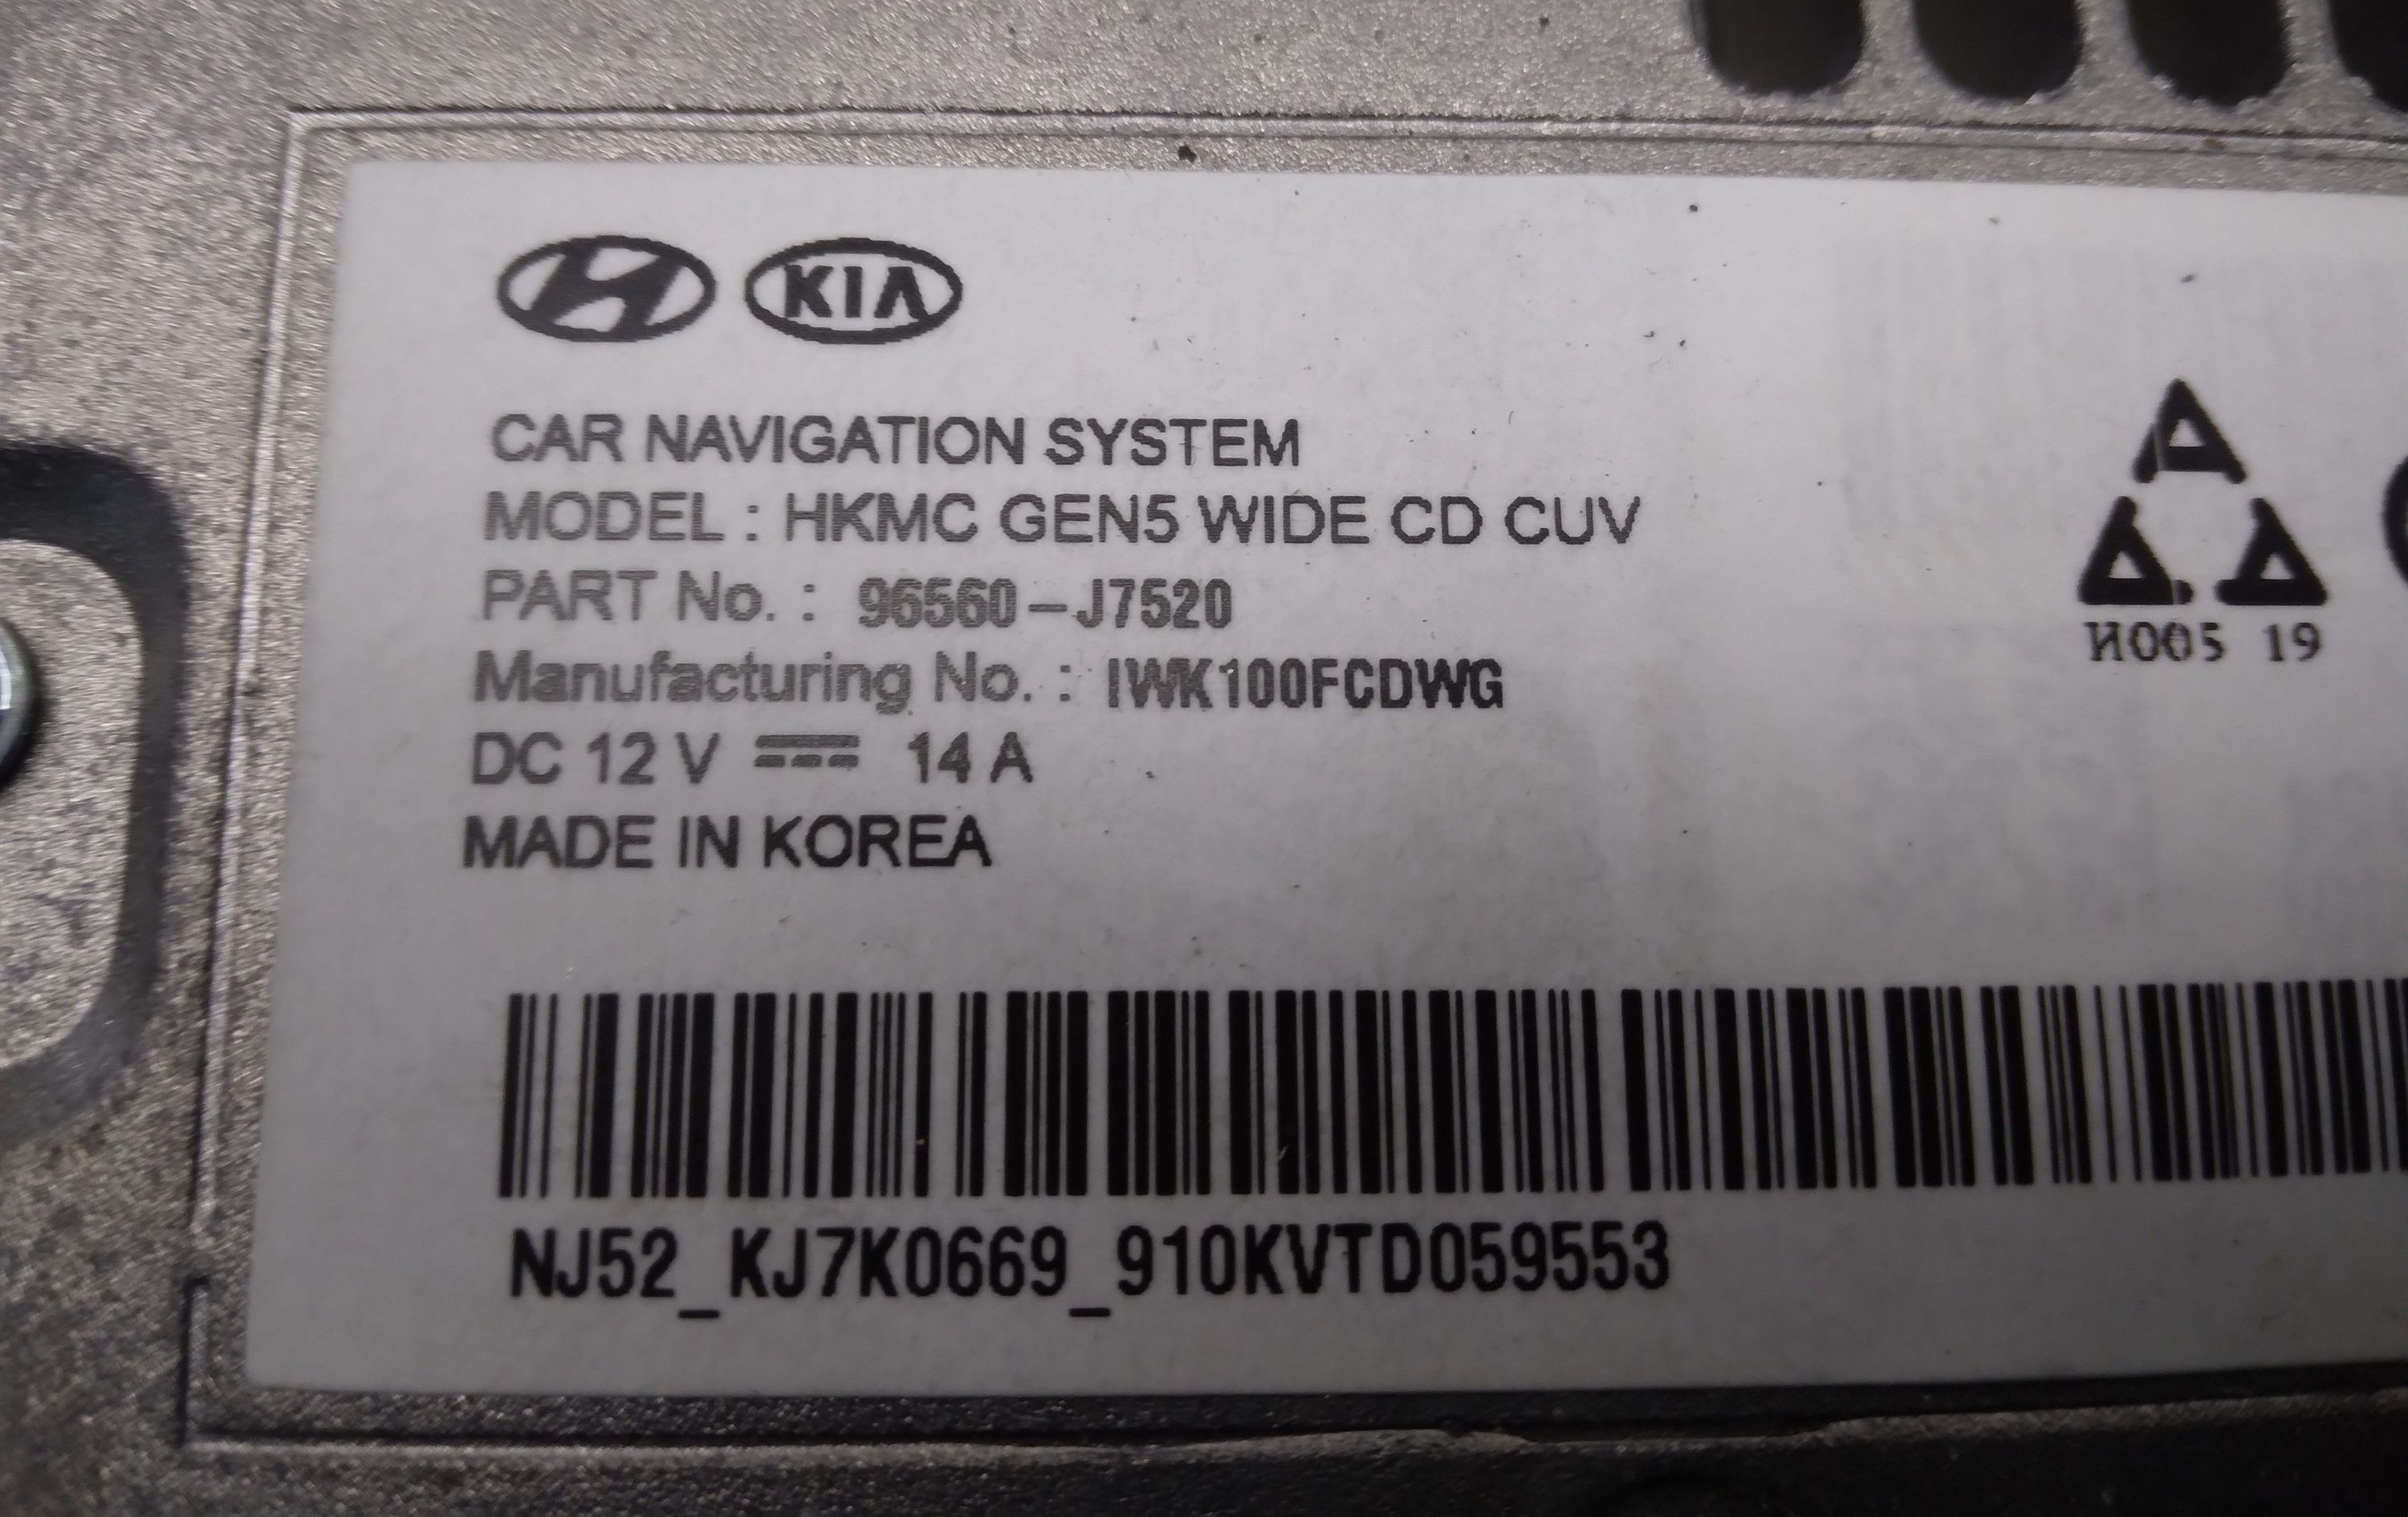 KIA
CAR NAVIGATION SYSTEM
MODEL : HKMC GEN5 WIDE CD CUV
PART No. : 96560-J7520
Manufacturing No. : IWK100FCDWG
DC 12 V ⎓ 14 A
MADE IN KOREA
И005 19
NJ52_KJ7K0669_910KVTD059553